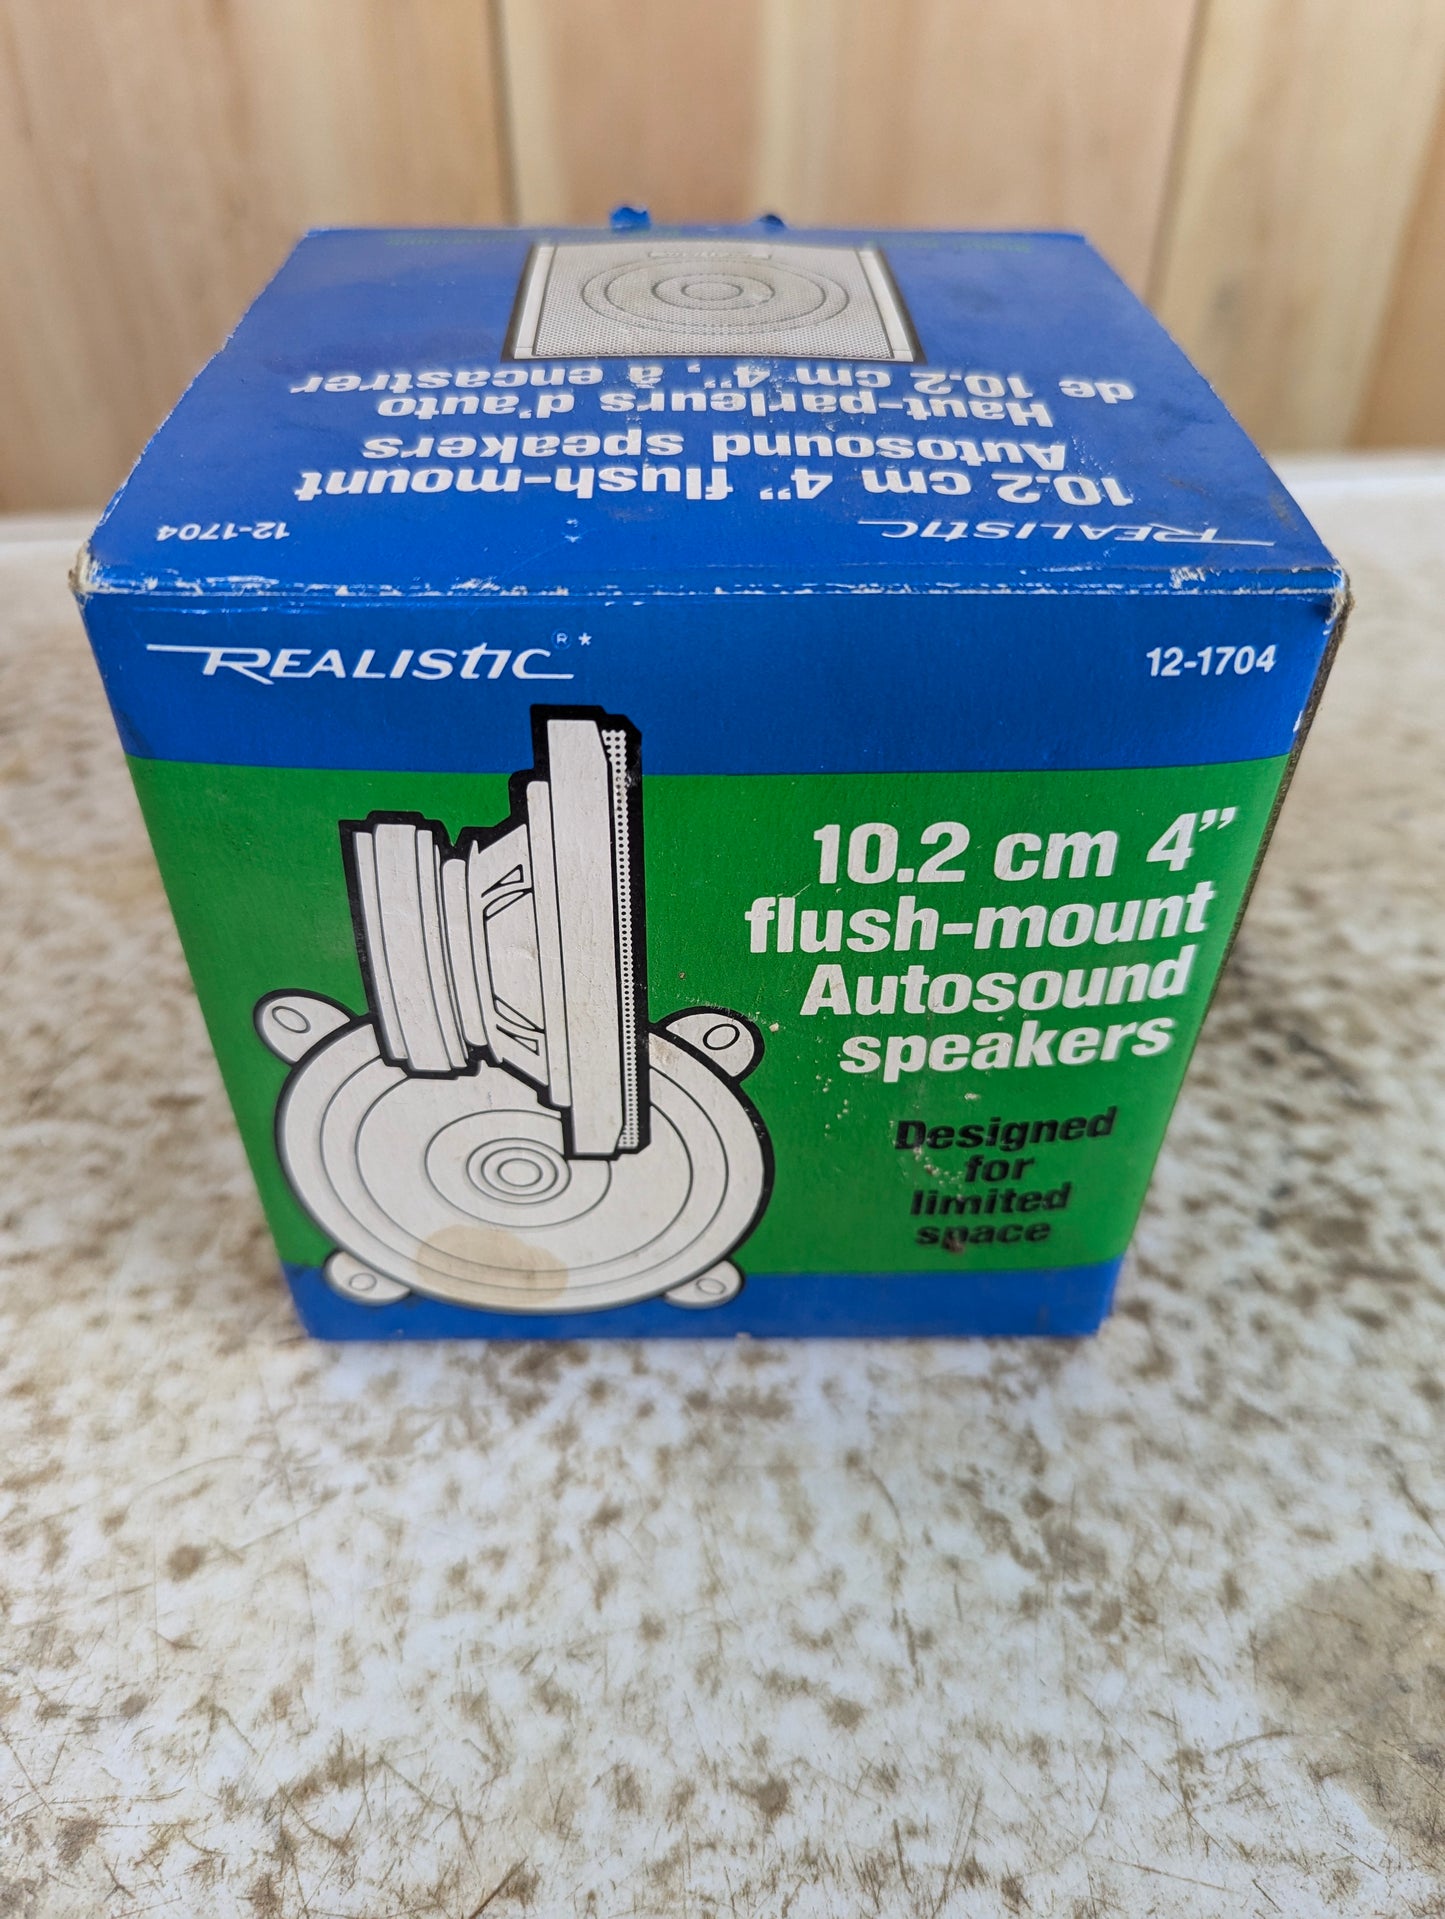 REALISTIC 12-1704
10.2 cm 4" flush-mount
Autosound speakers
Haut-parleurs d'auto
de 10.2 cm 4", à encastrer
REALISTIC®* 12-1704
10.2 cm 4”
flush-mount
Autosound
speakers
Designed
for
limited
space